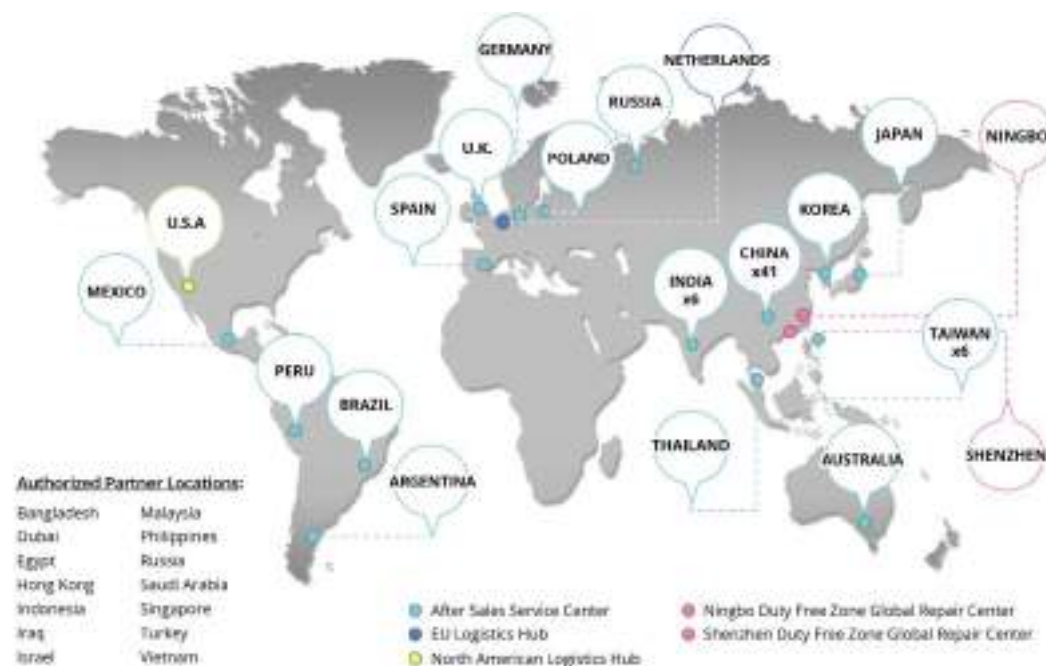 GERMANY
NETHERLANDS
RUSSIA
U.K.
POLAND
JAPAN
NINGBO
SPAIN
U.S.A
KOREA
CHINA
x41
INDIA
x6
MEXICO
TAIWAN
x6
PERU
BRAZIL
THAILAND
AUSTRALIA
SHENZHEN
ARGENTINA
Authorized Partner Locations:
Bangladesh Malaysia
Dubai Philippines
Egypt Russia
Hong Kong Saudi Arabia
Indonesia Singapore
Iraq Turkey
Israel Vietnam
After Sales Service Center
EU Logistics Hub
North American Logistics Hub
Ningbo Duty Free Zone Global Repair Center
Shenzhen Duty Free Zone Global Repair Center